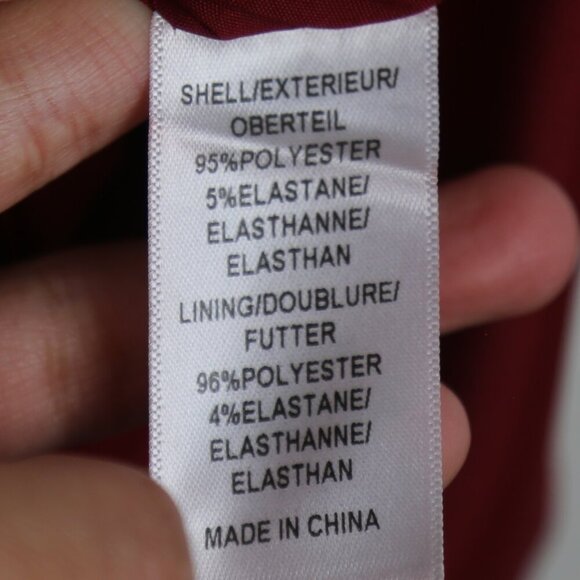 SHELL/EXTERIEUR/
OBERTEIL
95%POLYESTER
5%ELASTANE/
ELASTHANNE/
ELASTHAN
LINING/DOUBLURE/
FUTTER
96%POLYESTER
4%ELASTANE/
ELASTHANNE/
ELASTHAN
MADE IN CHINA